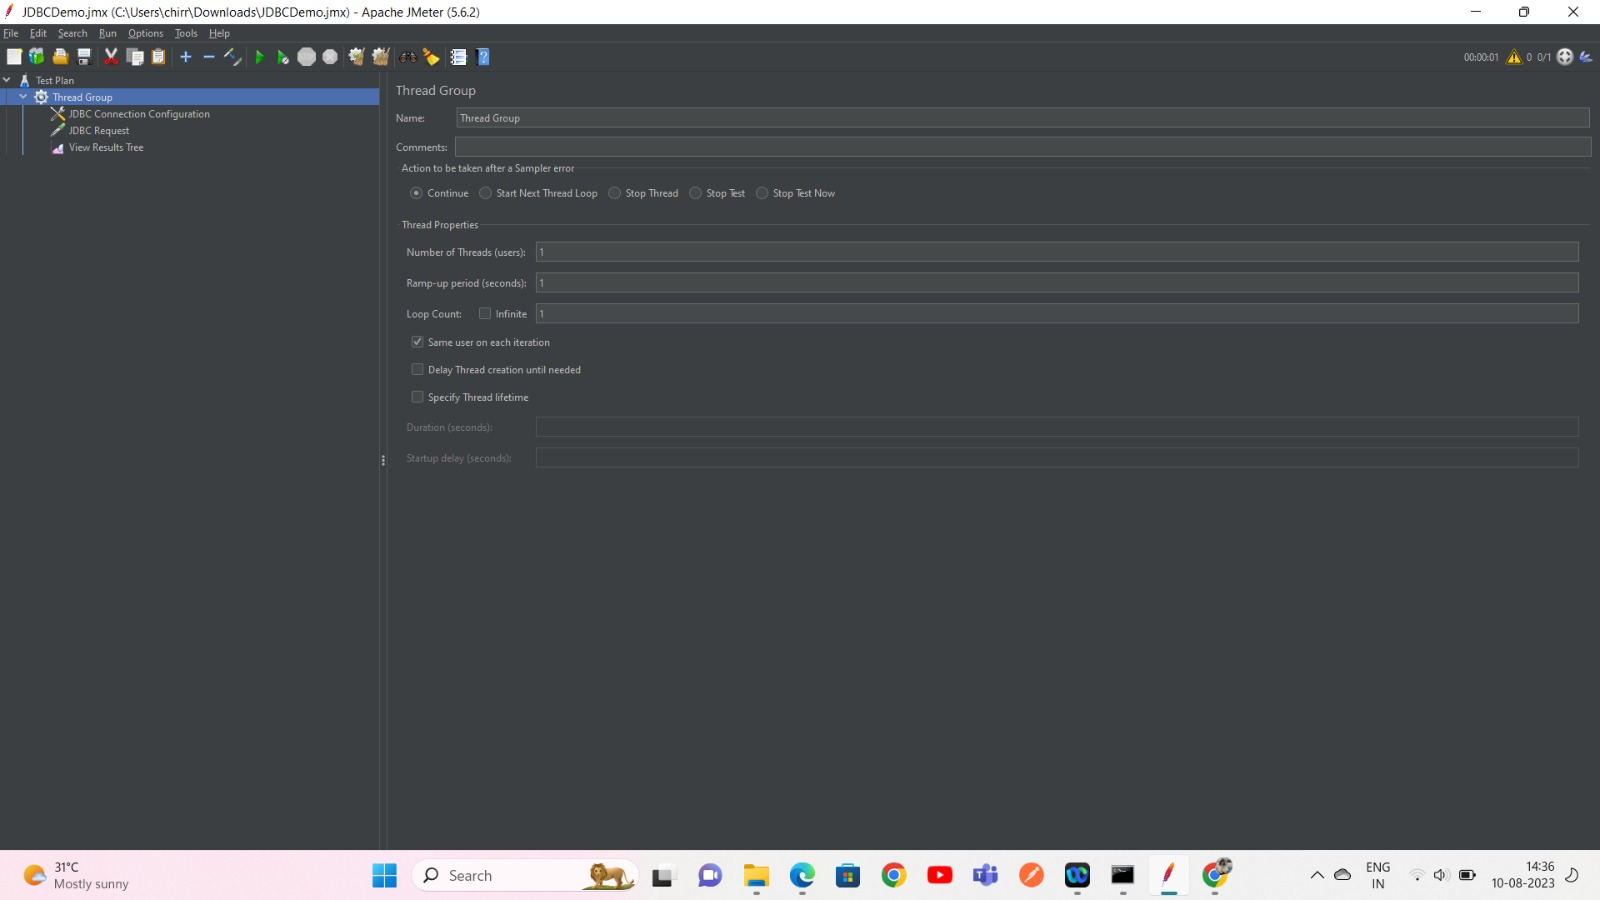 JDBCDemo.jmx (C:\Users\chirr\Downloads\JDBCDemo.jmx) - Apache JMeter (5.6.2)
File Edit Search Run Options Tools Help
00:00:01 0 0/1
Test Plan
Thread Group
JDBC Connection Configuration
JDBC Request
View Results Tree
Thread Group
Name: Thread Group
Comments:
Action to be taken after a Sampler error
Continue Start Next Thread Loop Stop Thread Stop Test Stop Test Now
Thread Properties
Number of Threads (users): 1
Ramp-up period (seconds): 1
Loop Count: Infinite 1
Same user on each iteration
Delay Thread creation until needed
Specify Thread lifetime
Duration (seconds):
Startup delay (seconds):
31°C
Mostly sunny
Search
ENG
IN
14:36
10-08-2023